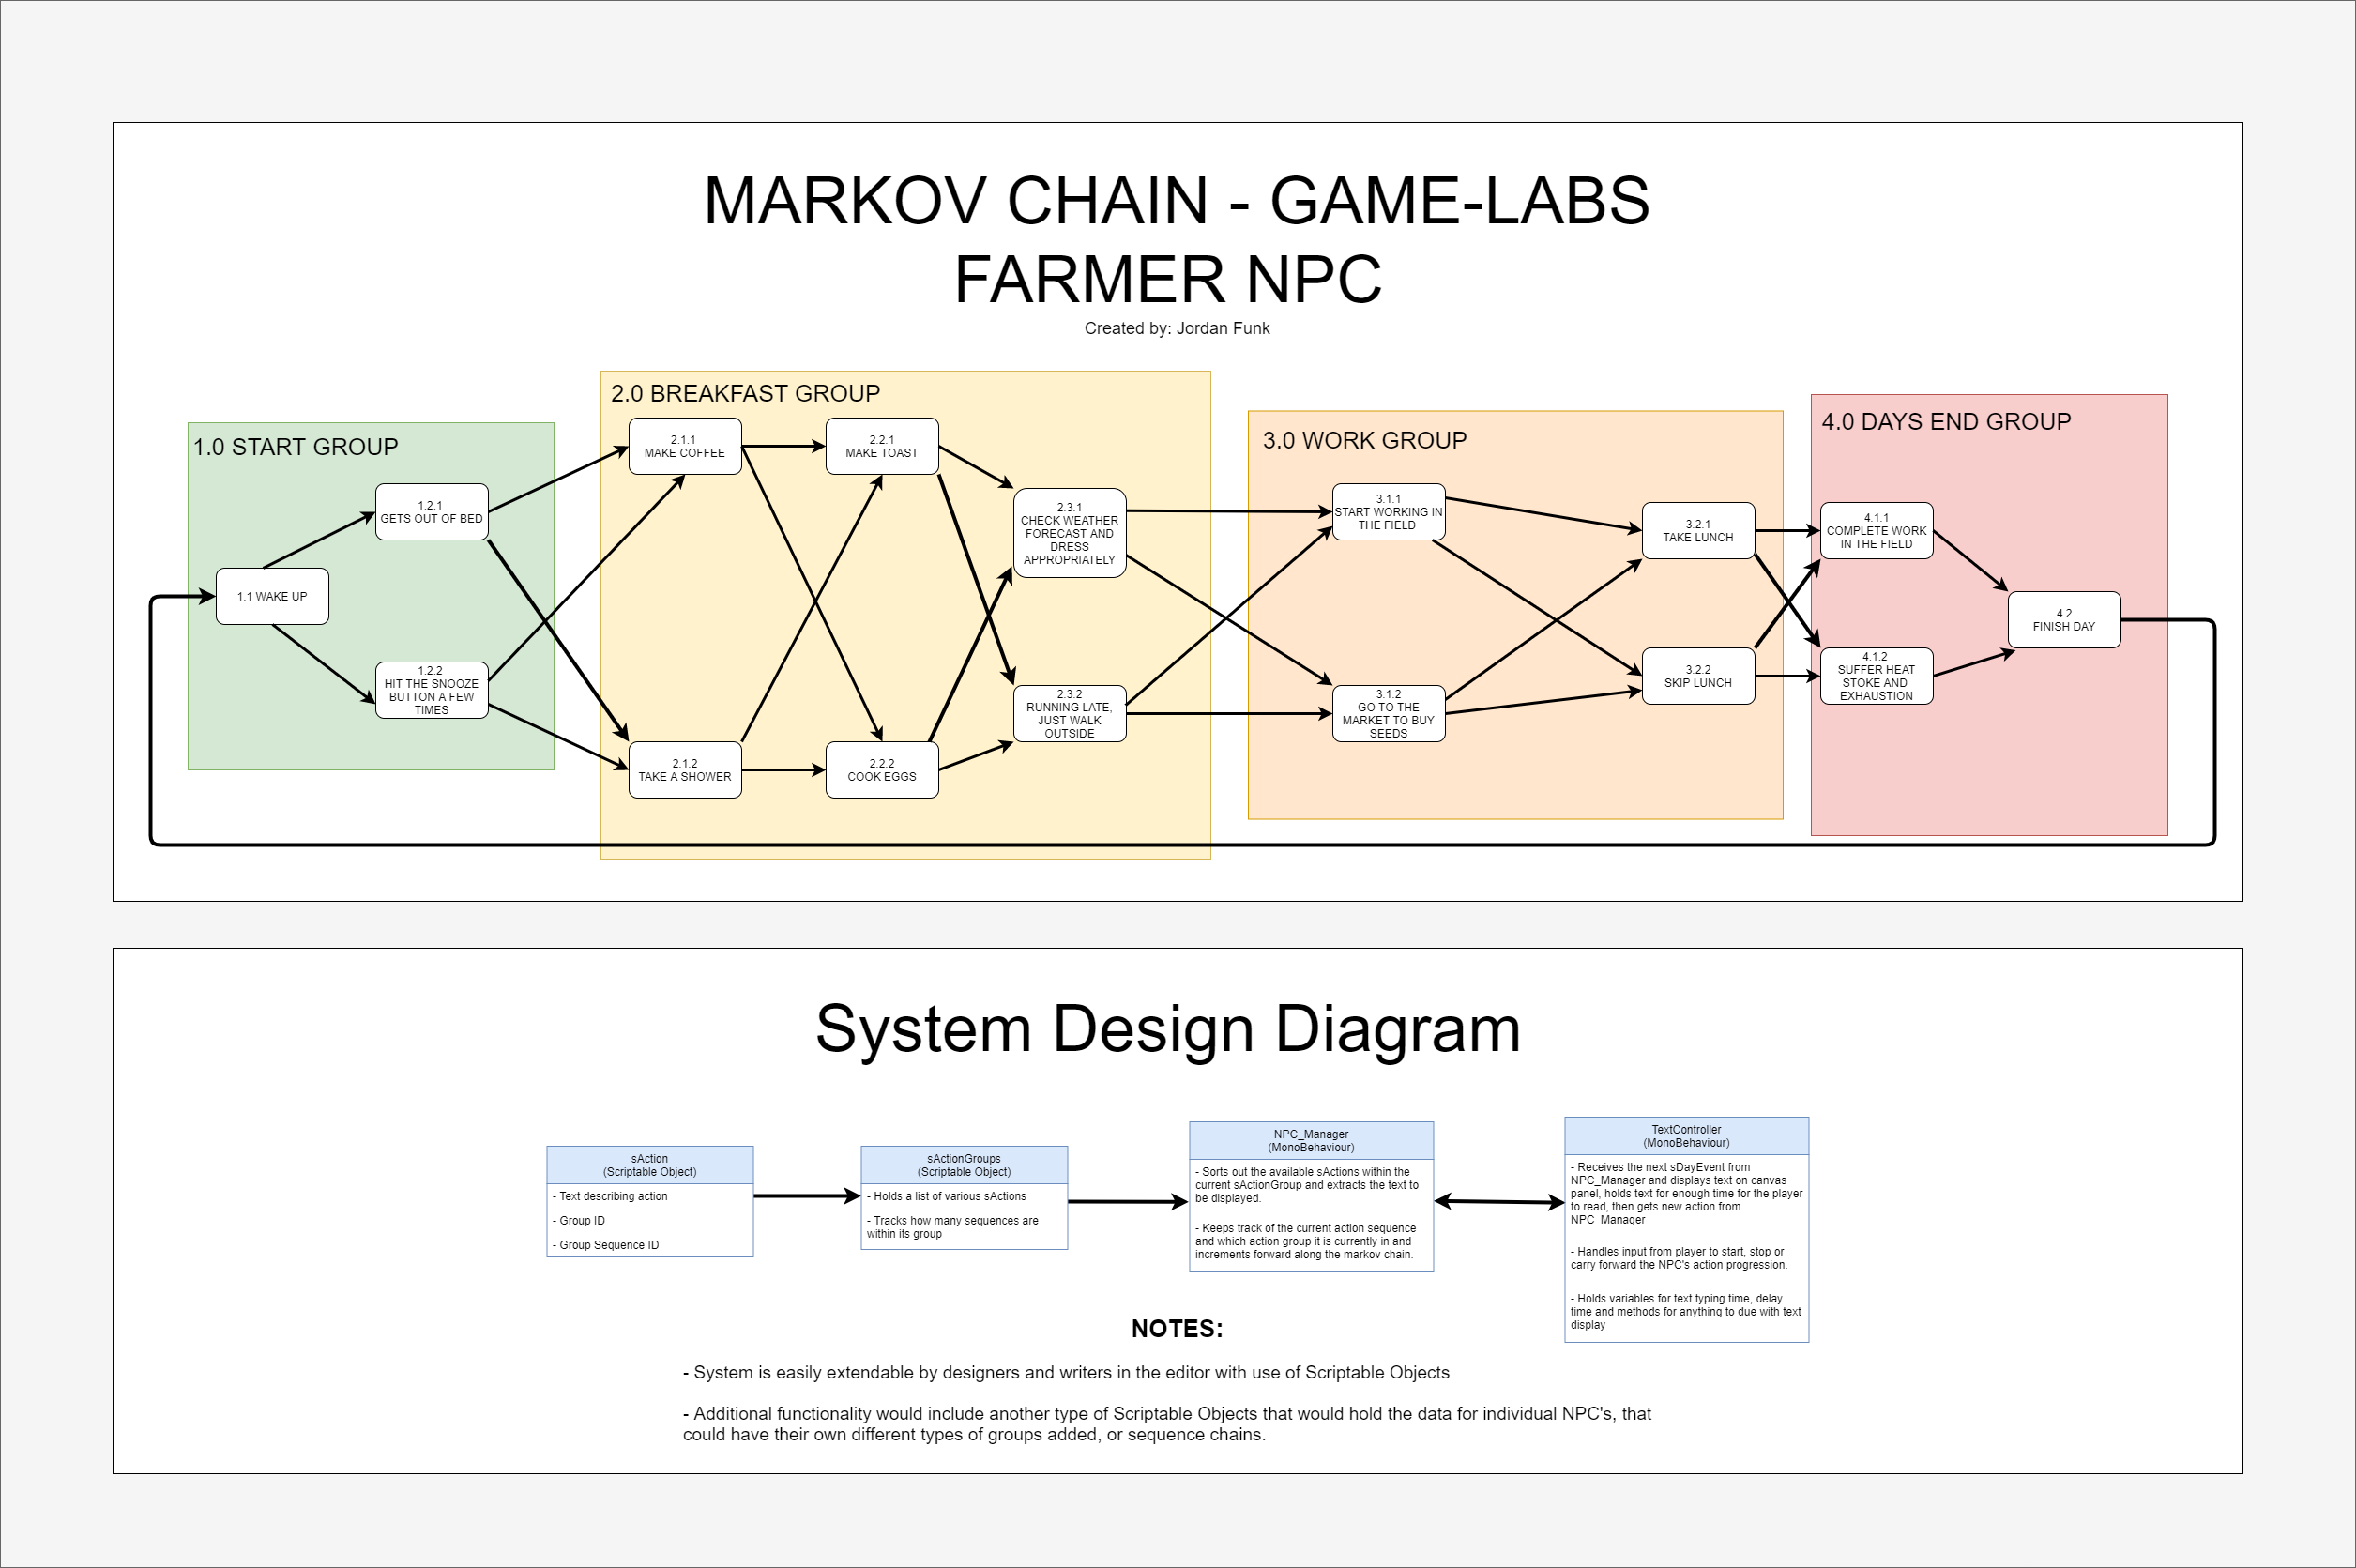 MARKOV CHAIN - GAME-LABS
FARMER NPC
Created by: Jordan Funk
1.0 START GROUP
1.1 WAKE UP
1.2.1
GETS OUT OF BED
1.2.2
HIT THE SNOOZE
BUTTON A FEW
TIMES
2.0 BREAKFAST GROUP
2.1.1
MAKE COFFEE
2.1.2
TAKE A SHOWER
2.2.1
MAKE TOAST
2.2.2
COOK EGGS
2.3.1
CHECK WEATHER
FORECAST AND
DRESS
APPROPRIATELY
2.3.2
RUNNING LATE,
JUST WALK
OUTSIDE
3.0 WORK GROUP
3.1.1
START WORKING IN
THE FIELD
3.1.2
GO TO THE
MARKET TO BUY
SEEDS
3.2.1
TAKE LUNCH
3.2.2
SKIP LUNCH
4.0 DAYS END GROUP
4.1.1
COMPLETE WORK
IN THE FIELD
4.1.2
SUFFER HEAT
STOKE AND
EXHAUSTION
4.2
FINISH DAY
System Design Diagram
sAction
(Scriptable Object)
- Text describing action
- Group ID
- Group Sequence ID
sActionGroups
(Scriptable Object)
- Holds a list of various sActions
- Tracks how many sequences are
within its group
NPC_Manager
(MonoBehaviour)
- Sorts out the available sActions within the
current sActionGroup and extracts the text to
be displayed.
- Keeps track of the current action sequence
and which action group it is currently in and
increments forward along the markov chain.
TextController
(MonoBehaviour)
- Receives the next sDayEvent from
NPC_Manager and displays text on canvas
panel, holds text for enough time for the player
to read, then gets new action from
NPC_Manager
- Handles input from player to start, stop or
carry forward the NPC's action progression.
- Holds variables for text typing time, delay
time and methods for anything to due with text
display
NOTES:
- System is easily extendable by designers and writers in the editor with use of Scriptable Objects
- Additional functionality would include another type of Scriptable Objects that would hold the data for individual NPC's, that
could have their own different types of groups added, or sequence chains.